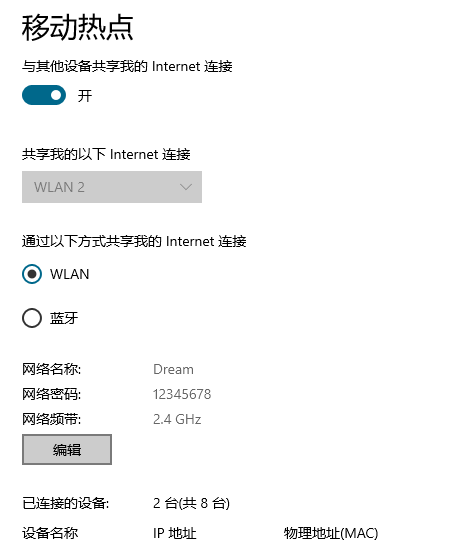 移动热点
与其他设备共享我的 Internet 连接
开
共享我的以下 Internet 连接
WLAN 2
通过以下方式共享我的 Internet 连接
WLAN
蓝牙
网络名称: Dream
网络密码: 12345678
网络频带: 2.4 GHz
编辑
已连接的设备: 2 台(共 8 台)
设备名称 IP 地址 物理地址(MAC)